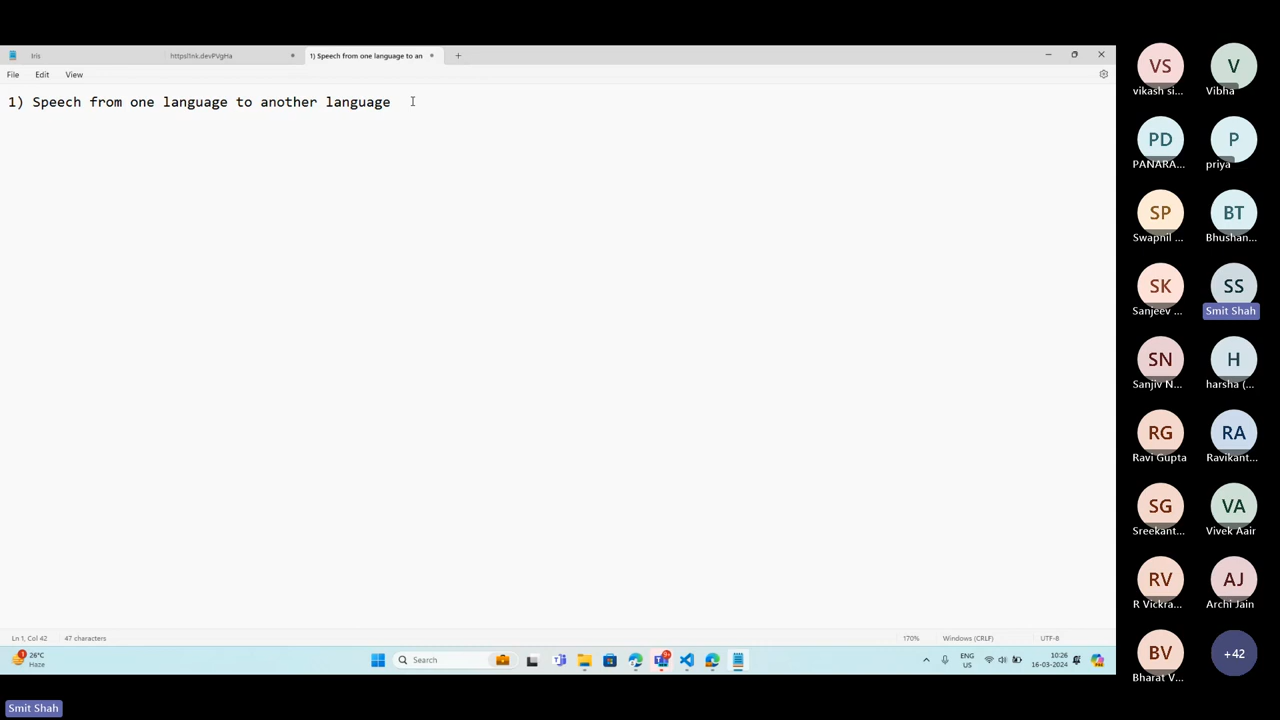 Iris
https!lnk.devPVgHa
1) Speech from one language to an
File
Edit
View
1) Speech from one language to another language
Ln 1, Col 42
47 characters
170%
Windows (CRLF)
UTF-8
1
26°C
Haze
Search
9+
ENG
US
10:26
16-03-2024
VS
vikash si...
V
Vibha
PD
PANARA...
P
priya
SP
Swapnil ...
BT
Bhushan...
SK
Sanjeev ...
SS
Smit Shah
SN
Sanjiv N...
H
harsha (...
RG
Ravi Gupta
RA
Ravikant...
SG
Sreekant...
VA
Vivek Aair
RV
R Vickra...
AJ
Archi Jain
BV
Bharat V...
+42
Smit Shah